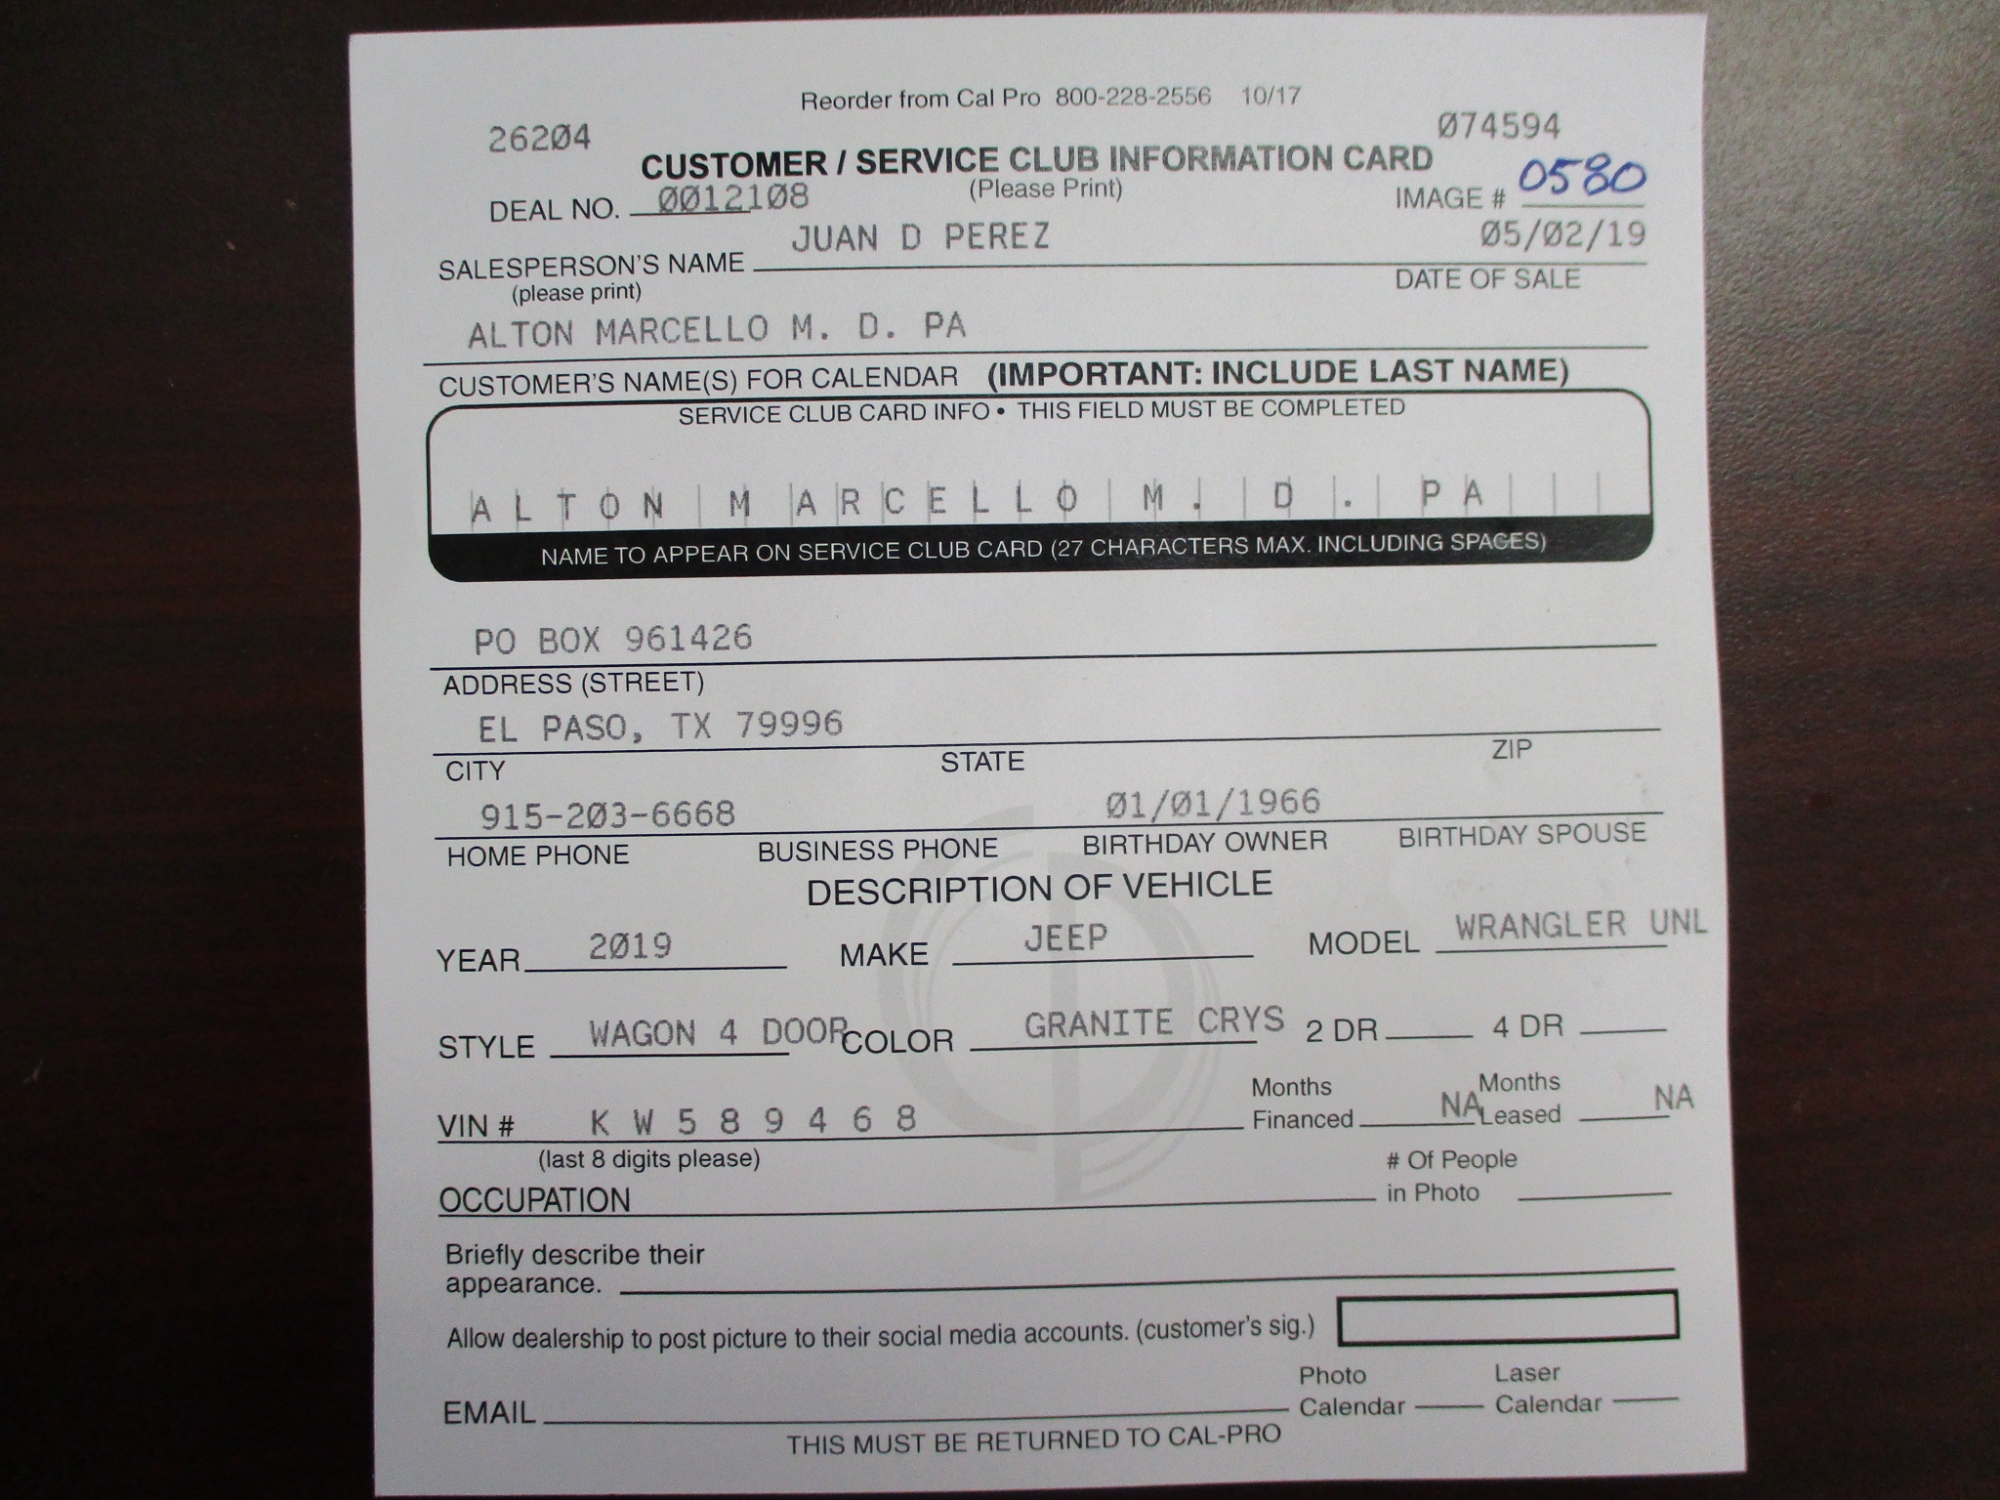 Reorder from Cal Pro 800-228-2556 10/17
26204 074594
CUSTOMER / SERVICE CLUB INFORMATION CARD
DEAL NO. 0012108 (Please Print) IMAGE # 0580
JUAN D PEREZ 05/02/19
SALESPERSON'S NAME DATE OF SALE
(please print)
ALTON MARCELLO M. D. PA
CUSTOMER'S NAME(S) FOR CALENDAR (IMPORTANT: INCLUDE LAST NAME)
SERVICE CLUB CARD INFO • THIS FIELD MUST BE COMPLETED
ALTON MARCELLO M. D. PA
NAME TO APPEAR ON SERVICE CLUB CARD (27 CHARACTERS MAX. INCLUDING SPACES)
PO BOX 961426
ADDRESS (STREET)
EL PASO, TX 79996
CITY STATE ZIP
915-203-6668 01/01/1966
HOME PHONE BUSINESS PHONE BIRTHDAY OWNER BIRTHDAY SPOUSE
DESCRIPTION OF VEHICLE
YEAR 2019 MAKE JEEP MODEL WRANGLER UNL
STYLE WAGON 4 DOOR COLOR GRANITE CRYS 2 DR 4 DR
VIN # K W 5 8 9 4 6 8 Months Financed NA Months Leased NA
(last 8 digits please)
OCCUPATION # Of People in Photo
Briefly describe their
appearance.
Allow dealership to post picture to their social media accounts. (customer's sig.)
EMAIL Photo Calendar Laser Calendar
THIS MUST BE RETURNED TO CAL-PRO